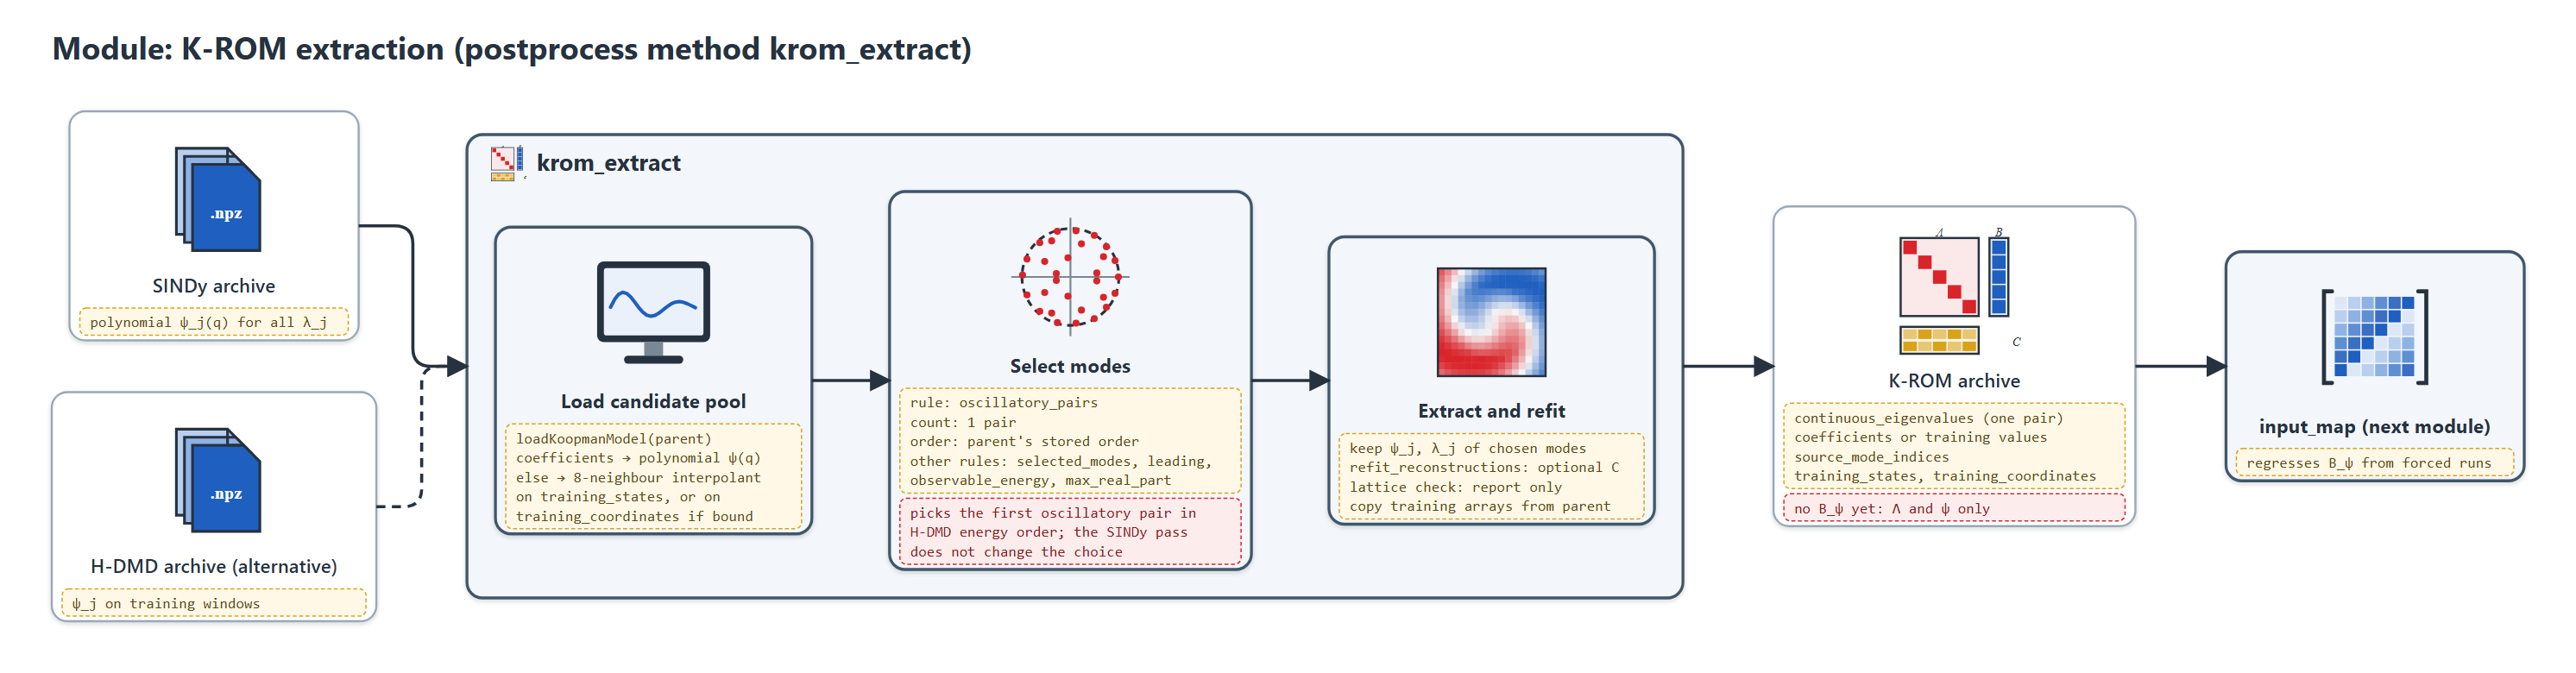 Module: K-ROM extraction (postprocess method krom_extract)
.npz
SINDy archive
polynomial ψ_j(q) for all λ_j
.npz
H-DMD archive (alternative)
ψ_j on training windows
krom_extract
Load candidate pool
loadKoopmanModel(parent)
coefficients → polynomial ψ(q)
else → 8-neighbour interpolant
on training_states, or on
training_coordinates if bound
Select modes
rule: oscillatory_pairs
count: 1 pair
order: parent's stored order
other rules: selected_modes, leading,
observable_energy, max_real_part
picks the first oscillatory pair in
H-DMD energy order; the SINDy pass
does not change the choice
Extract and refit
keep ψ_j, λ_j of chosen modes
refit_reconstructions: optional C
lattice check: report only
copy training arrays from parent
A B
C
K-ROM archive
continuous_eigenvalues (one pair)
coefficients or training values
source_mode_indices
training_states, training_coordinates
no B_ψ yet: Λ and ψ only
input_map (next module)
regresses B_ψ from forced runs